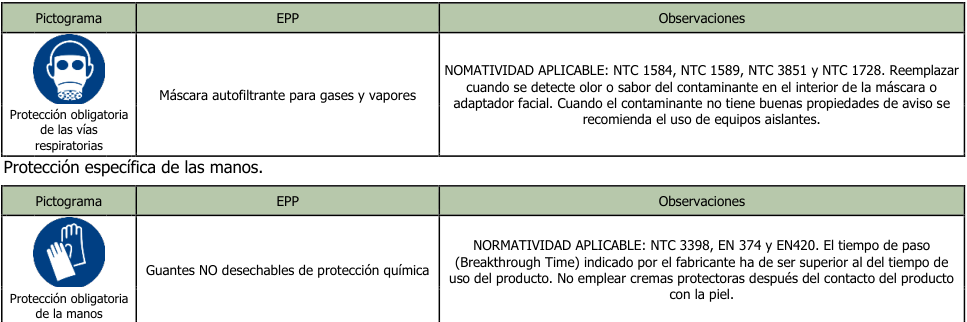 Pictograma EPP Observaciones
Protección obligatoria
de las vías
respiratorias
Máscara autofiltrante para gases y vapores
NOMATIVIDAD APLICABLE: NTC 1584, NTC 1589, NTC 3851 y NTC 1728. Reemplazar
cuando se detecte olor o sabor del contaminante en el interior de la máscara o
adaptador facial. Cuando el contaminante no tiene buenas propiedades de aviso se
recomienda el uso de equipos aislantes.
Protección específica de las manos.
Pictograma EPP Observaciones
Protección obligatoria
de la manos
Guantes NO desechables de protección química
NORMATIVIDAD APLICABLE: NTC 3398, EN 374 y EN420. El tiempo de paso
(Breakthrough Time) indicado por el fabricante ha de ser superior al del tiempo de
uso del producto. No emplear cremas protectoras después del contacto del producto
con la piel.